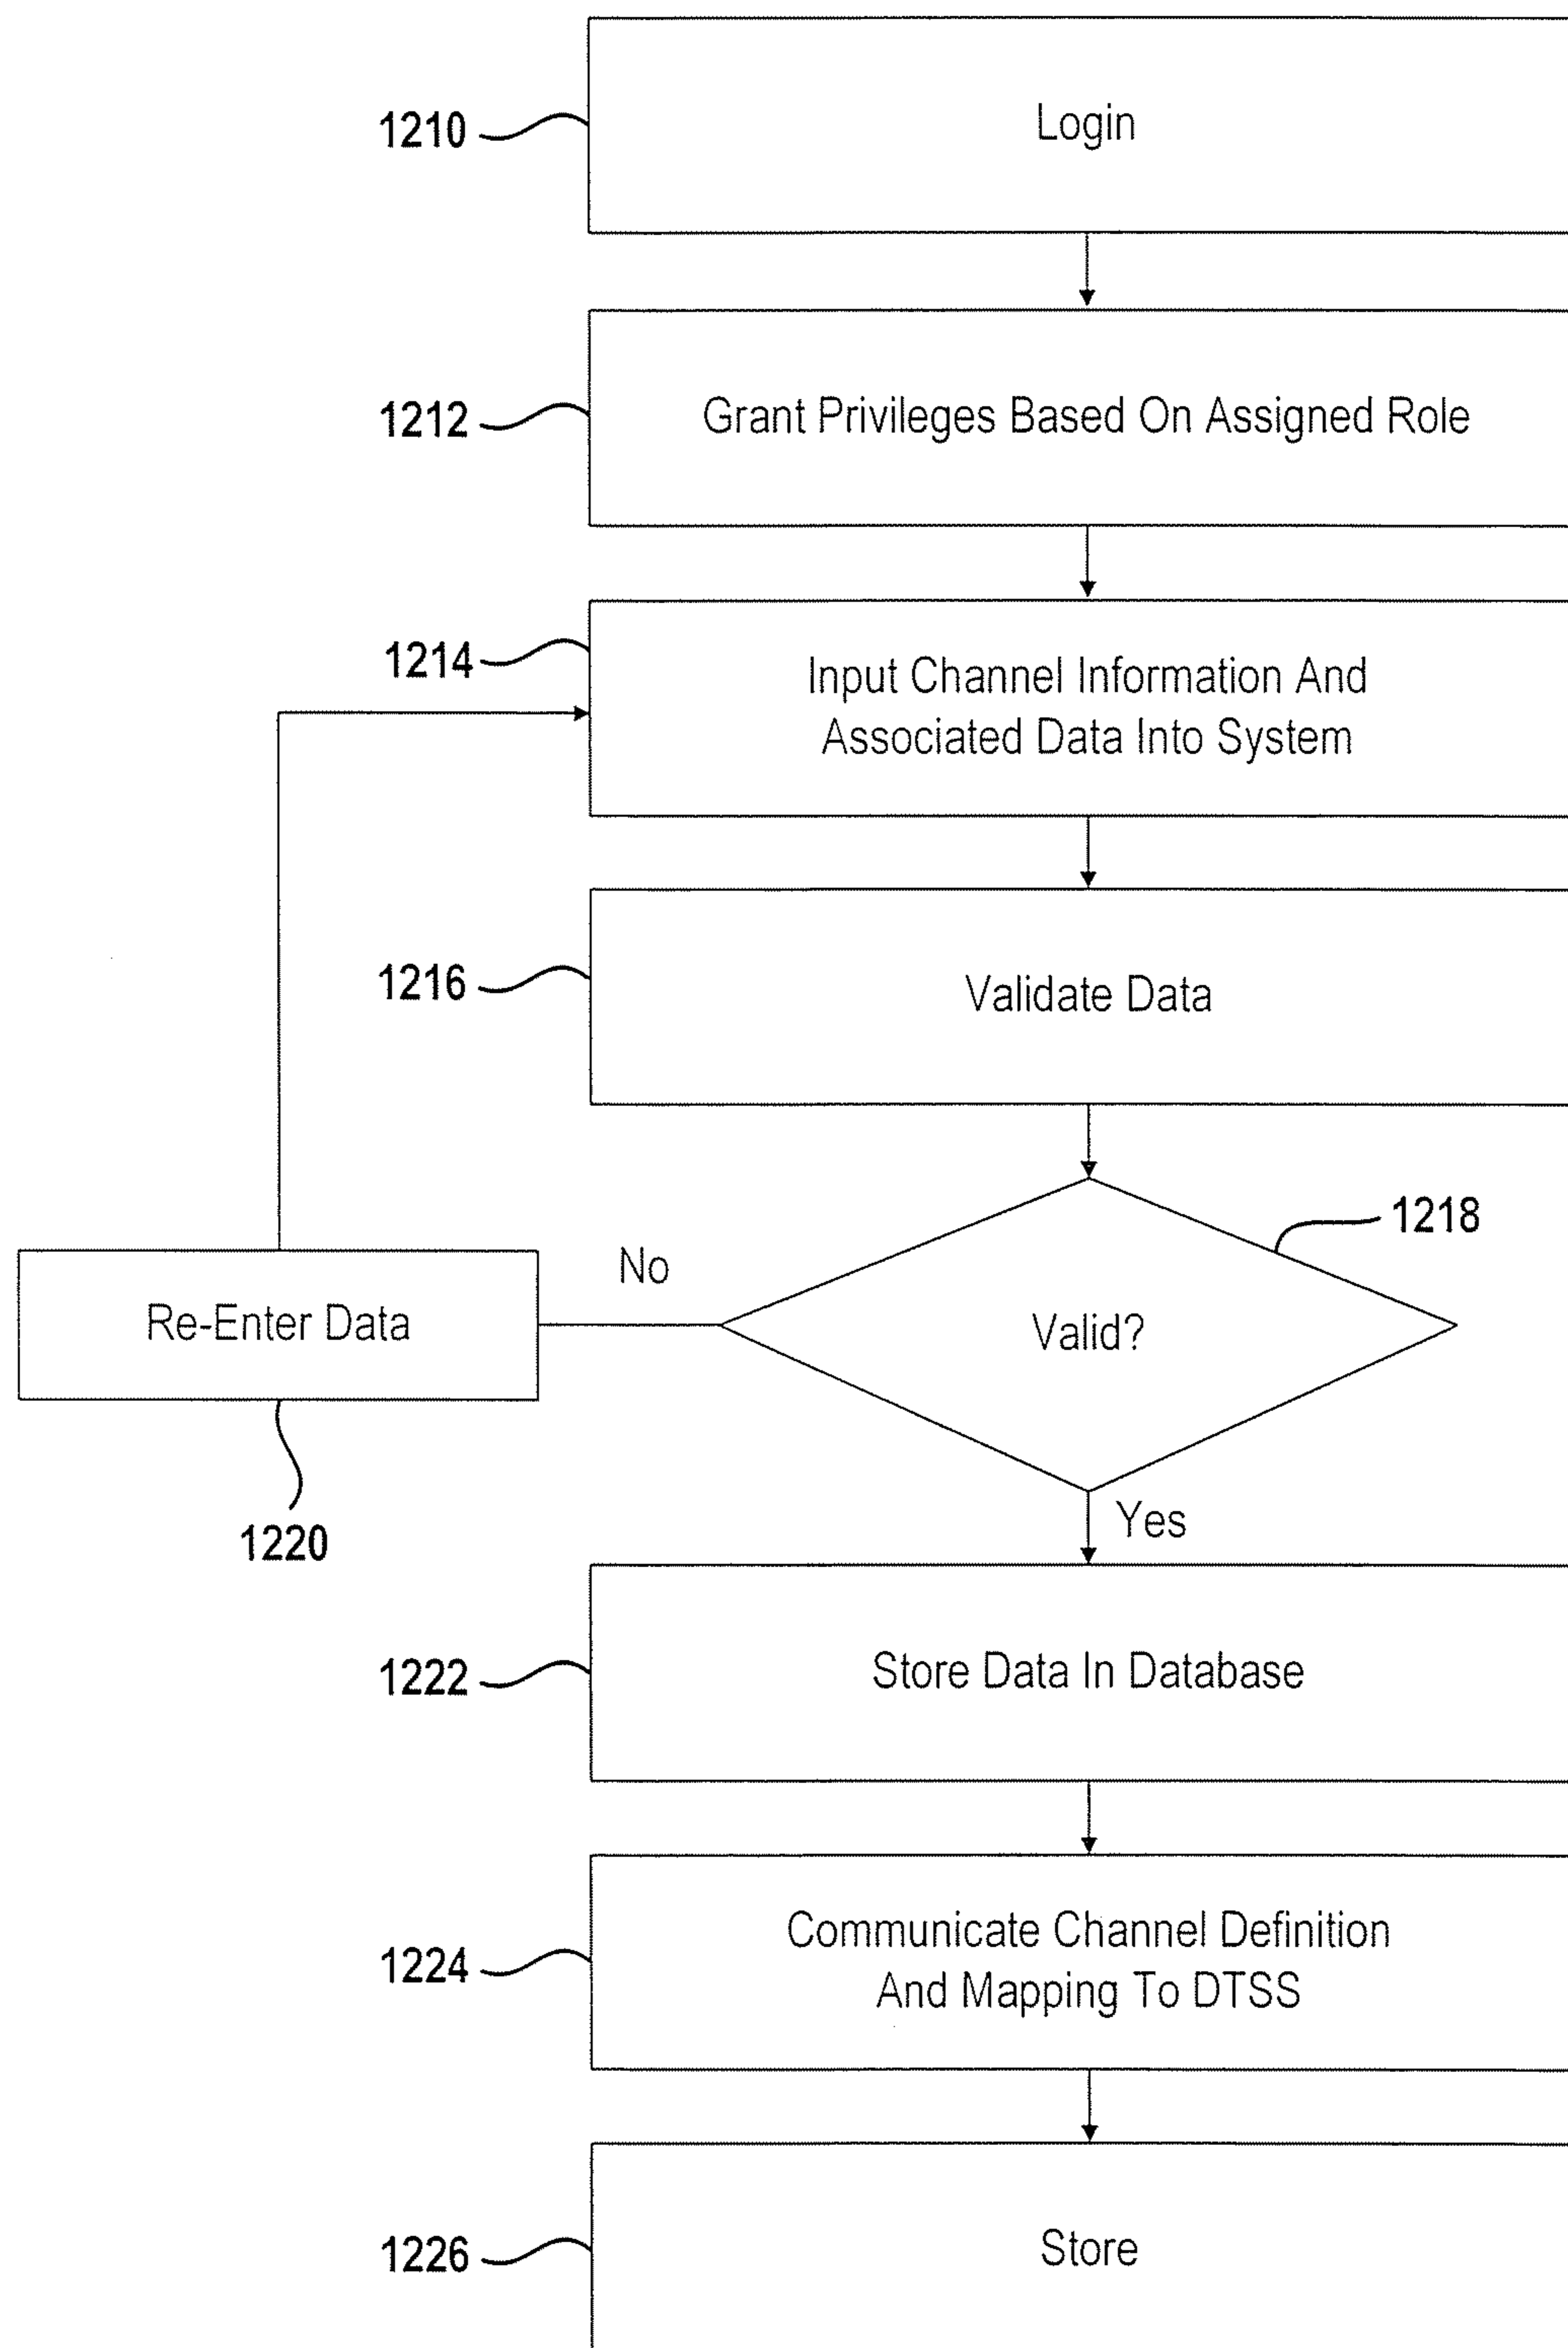 1210
Login
1212
Grant Privileges Based On Assigned Role
1214
Input Channel Information And
Associated Data Into System
1216
Validate Data
1218
No
Valid?
Re-Enter Data
1220
Yes
1222
Store Data In Database
1224
Communicate Channel Definition
And Mapping To DTSS
1226
Store